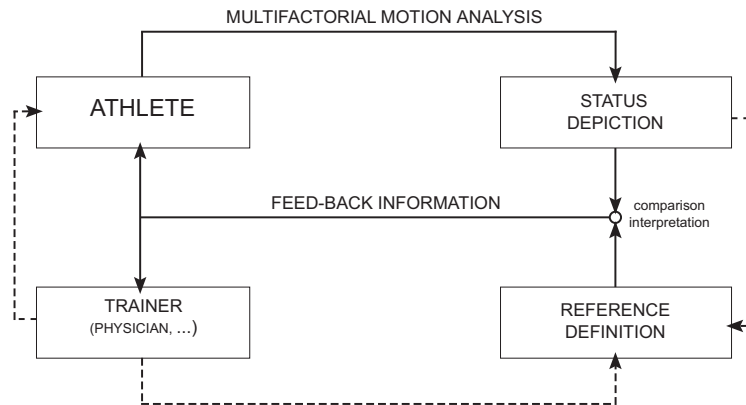 MULTIFACTORIAL MOTION ANALYSIS
ATHLETE
STATUS
DEPICTION
FEED-BACK INFORMATION
comparison
interpretation
TRAINER
(PHYSICIAN, ...)
REFERENCE
DEFINITION